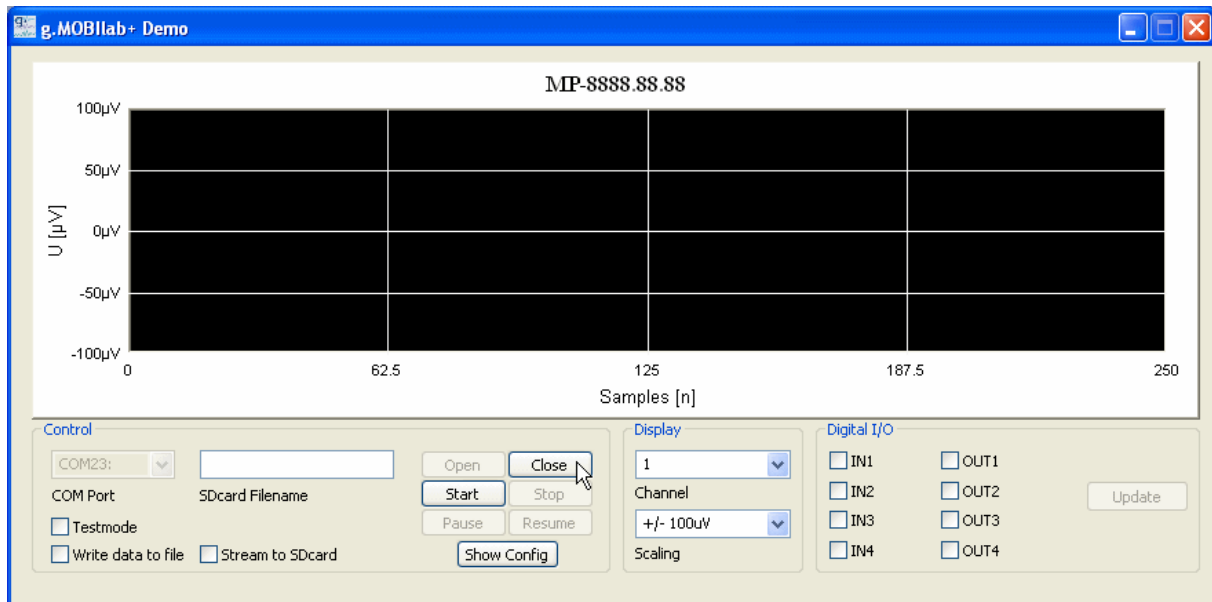 g.MOBIlab+ Demo
MP-8888.88.88
100µV
50µV
0µV
-50µV
-100µV
U [µV]
0 62.5 125 187.5 250
Samples [n]
Control
COM23:
COM Port
SDcard Filename
Testmode
Write data to file
Stream to SDcard
Open Close
Start Stop
Pause Resume
Show Config
Display
1
Channel
+/- 100uV
Scaling
Digital I/O
IN1 OUT1
IN2 OUT2
IN3 OUT3
IN4 OUT4
Update